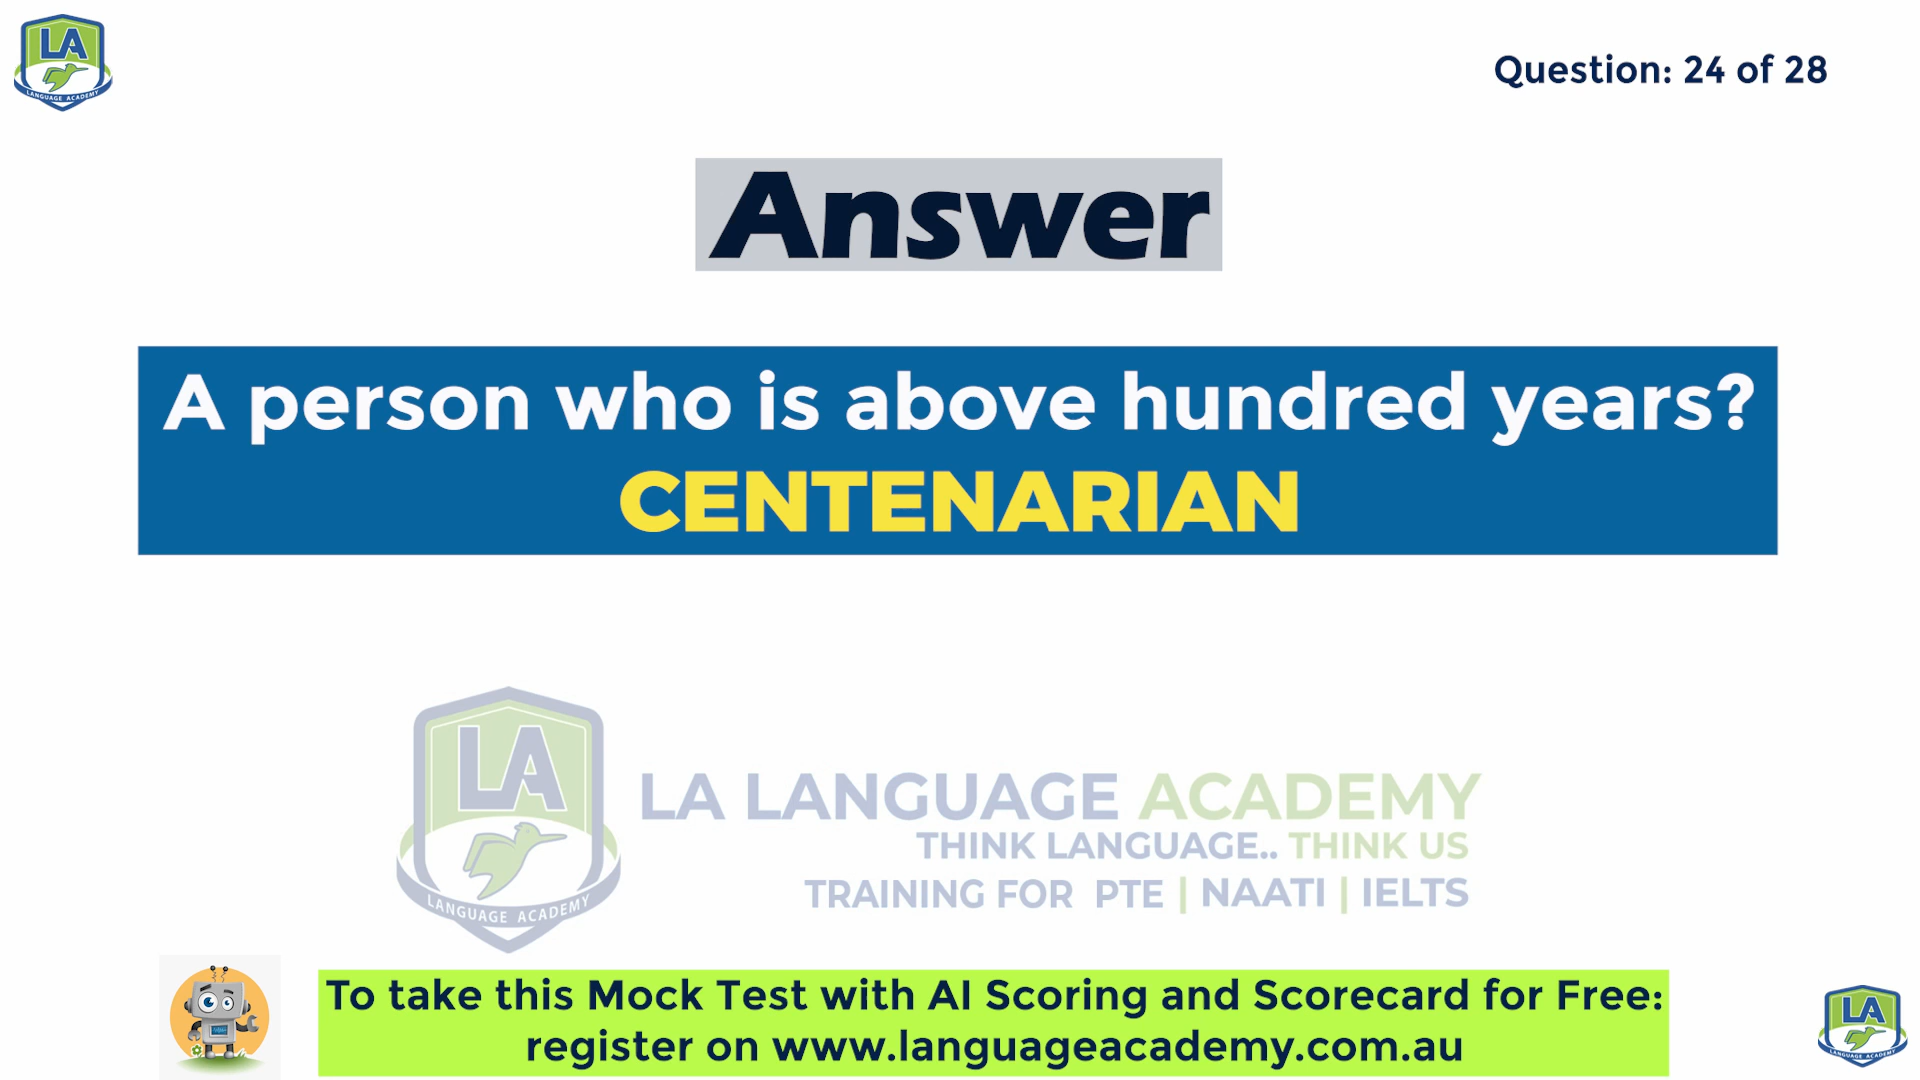 LA
LANGUAGE ACADEMY
Question: 24 of 28
Answer
A person who is above hundred years?
CENTENARIAN
LA
LANGUAGE ACADEMY
LA LANGUAGE ACADEMY
THINK LANGUAGE.. THINK US
TRAINING FOR PTE | NAATI | IELTS
To take this Mock Test with AI Scoring and Scorecard for Free:
register on www.languageacademy.com.au
LA
LANGUAGE ACADEMY